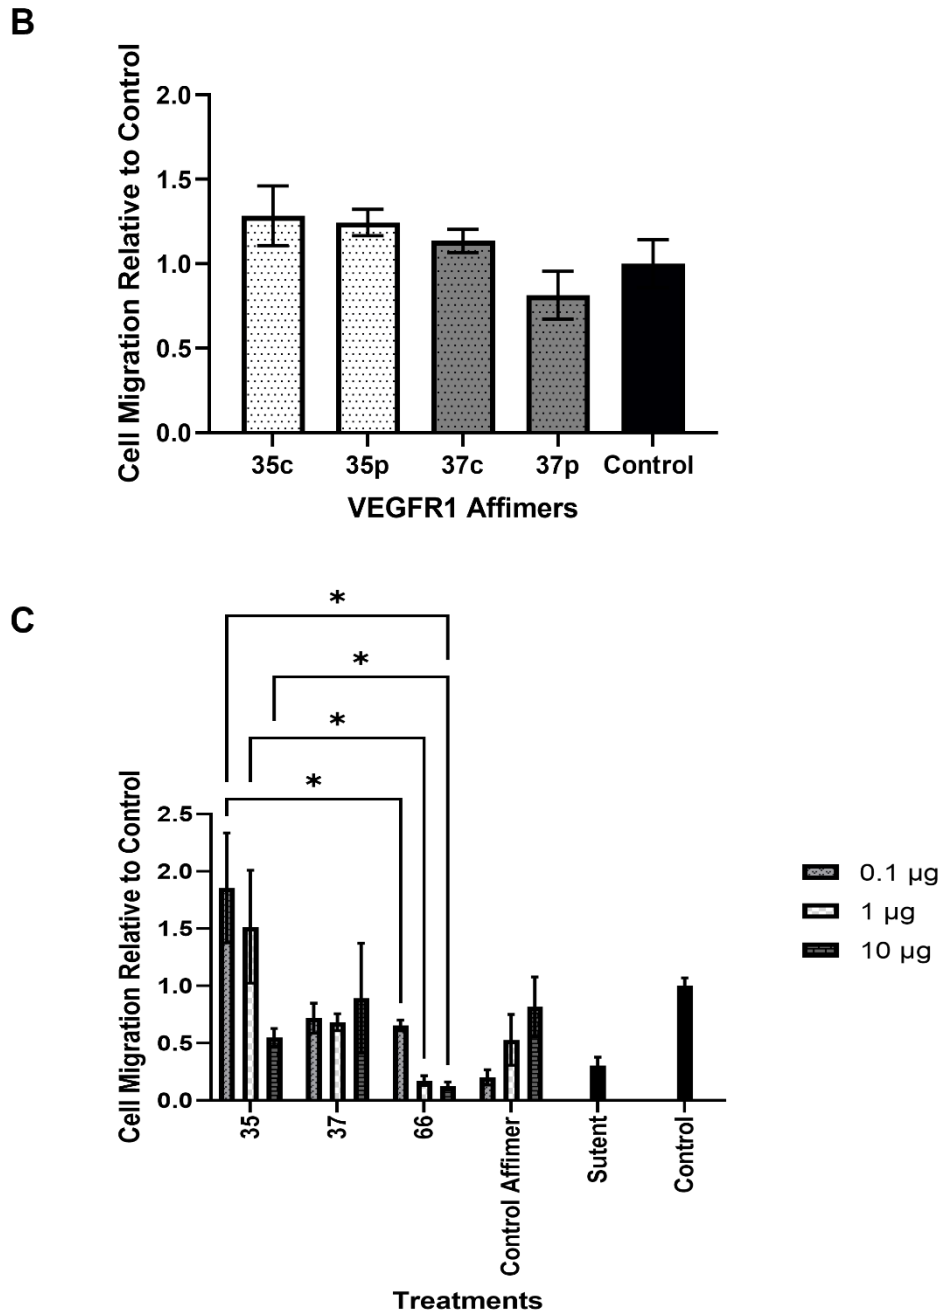 B
Cell Migration Relative to Control
2.0
1.5
1.0
0.5
0.0
35c 35p 37c 37p Control
VEGFR1 Affimers
C
*
*
*
*
Cell Migration Relative to Control
2.5
2.0
1.5
1.0
0.5
0.0
35 37 66 Control Affimer Sutent Control
Treatments
0.1 µg
1 µg
10 µg